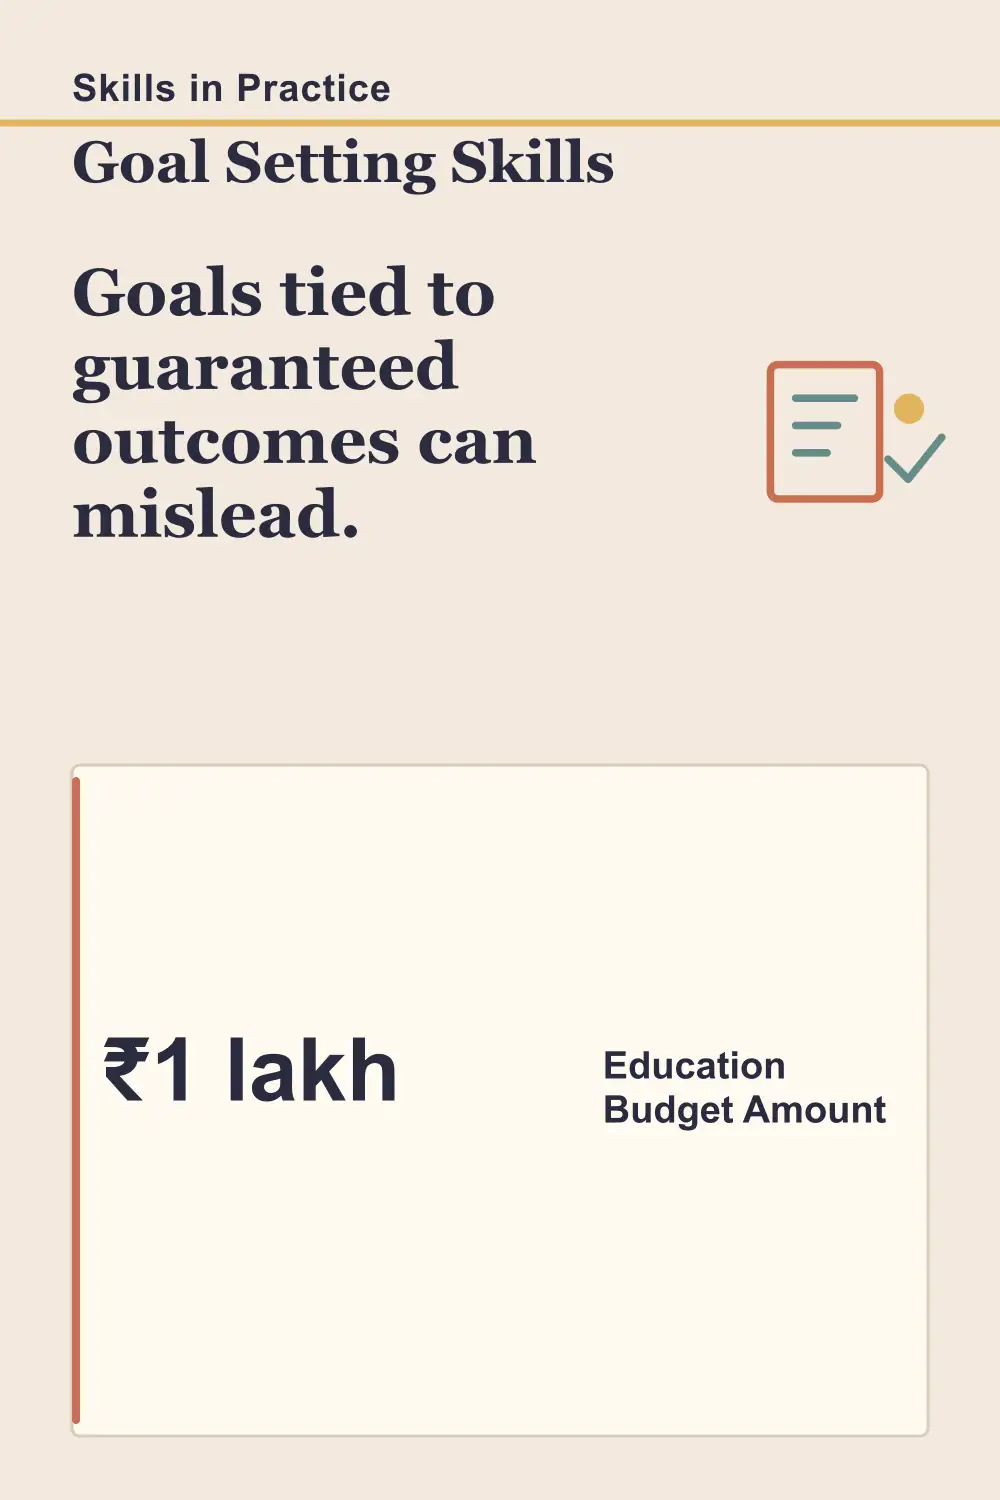 Skills in Practice
Goal Setting Skills
Goals tied to
guaranteed
outcomes can
mislead.
₹1 lakh
Education
Budget Amount